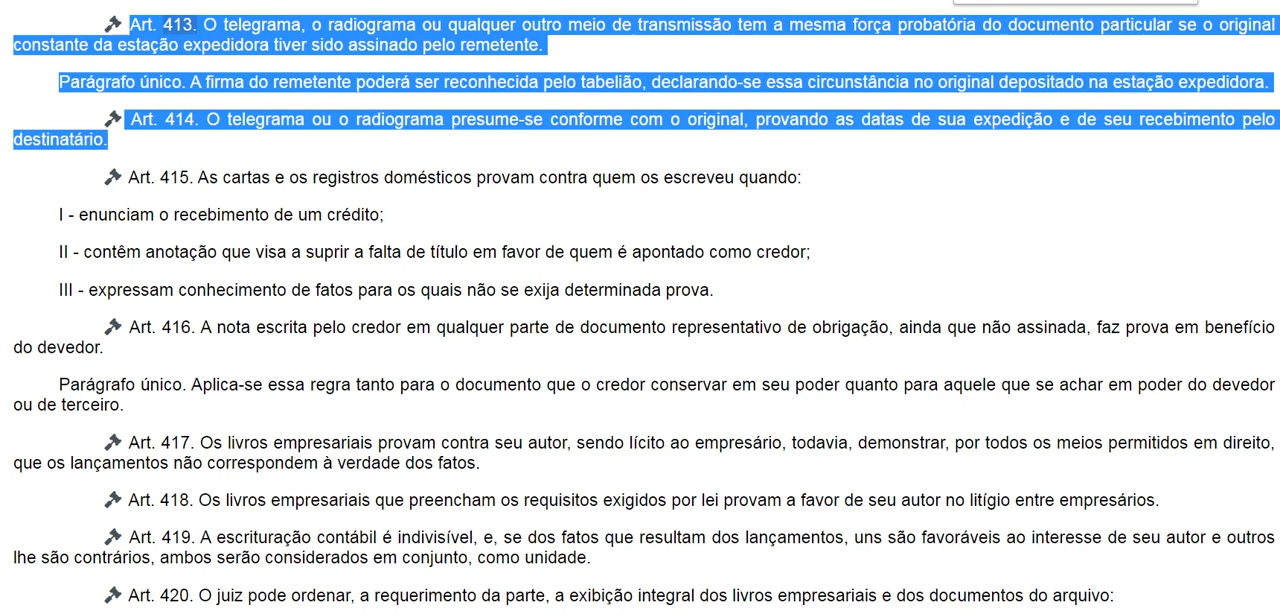 Art. 413. O telegrama, o radiograma ou qualquer outro meio de transmissão tem a mesma força probatória do documento particular se o original
constante da estação expedidora tiver sido assinado pelo remetente.
Parágrafo único. A firma do remetente poderá ser reconhecida pelo tabelião, declarando-se essa circunstância no original depositado na estação expedidora.
Art. 414. O telegrama ou o radiograma presume-se conforme com o original, provando as datas de sua expedição e de seu recebimento pelo
destinatário.
Art. 415. As cartas e os registros domésticos provam contra quem os escreveu quando:
I - enunciam o recebimento de um crédito;
II - contêm anotação que visa a suprir a falta de título em favor de quem é apontado como credor;
III - expressam conhecimento de fatos para os quais não se exija determinada prova.
Art. 416. A nota escrita pelo credor em qualquer parte de documento representativo de obrigação, ainda que não assinada, faz prova em benefício
do devedor.
Parágrafo único. Aplica-se essa regra tanto para o documento que o credor conservar em seu poder quanto para aquele que se achar em poder do devedor
ou de terceiro.
Art. 417. Os livros empresariais provam contra seu autor, sendo lícito ao empresário, todavia, demonstrar, por todos os meios permitidos em direito,
que os lançamentos não correspondem à verdade dos fatos.
Art. 418. Os livros empresariais que preencham os requisitos exigidos por lei provam a favor de seu autor no litígio entre empresários.
Art. 419. A escrituração contábil é indivisível, e, se dos fatos que resultam dos lançamentos, uns são favoráveis ao interesse de seu autor e outros
lhe são contrários, ambos serão considerados em conjunto, como unidade.
Art. 420. O juiz pode ordenar, a requerimento da parte, a exibição integral dos livros empresariais e dos documentos do arquivo: